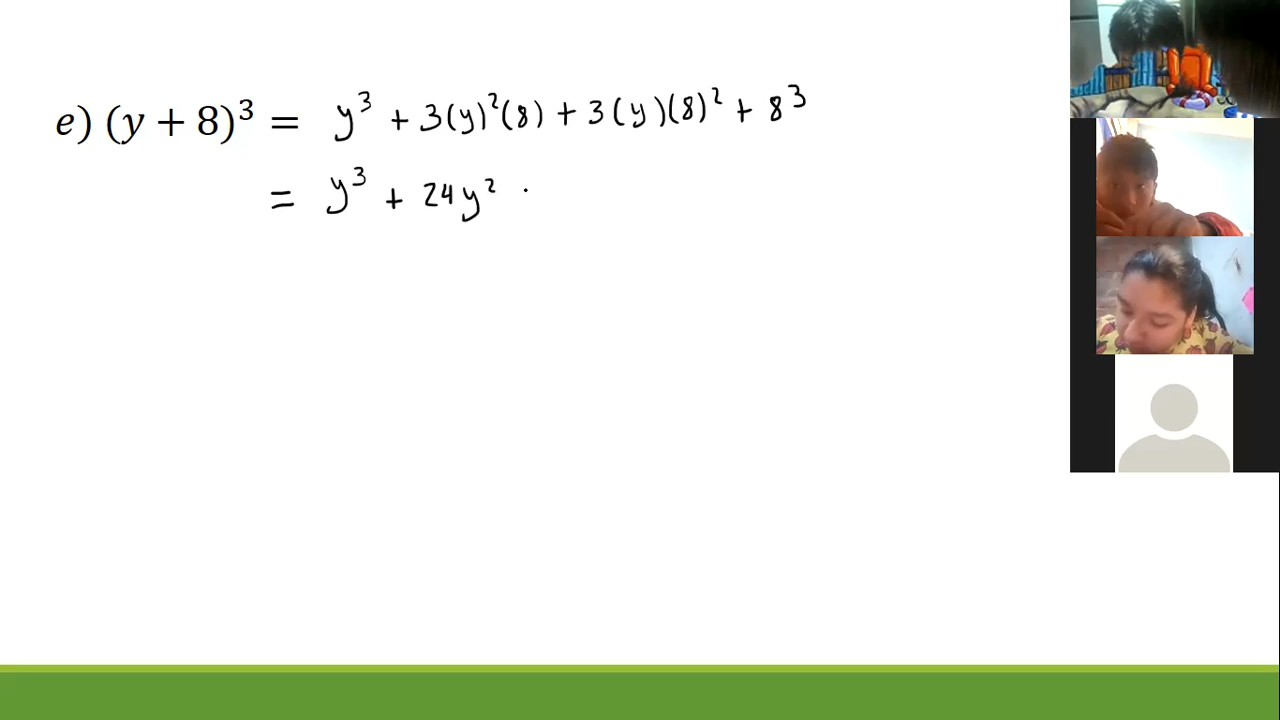 e) (y + 8)³ = y³ + 3(y)²(8) + 3(y)(8)² + 8³
= y³ + 24y²